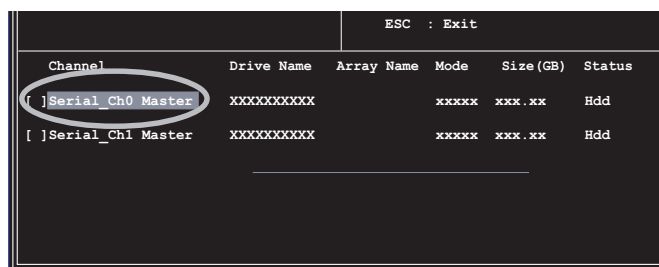 ESC : Exit
Channel Drive Name Array Name Mode Size(GB) Status
[ ]Serial_Ch0 Master XXXXXXXXXX xxxxx xxx.xx Hdd
[ ]Serial_Ch1 Master XXXXXXXXXX xxxxx xxx.xx Hdd